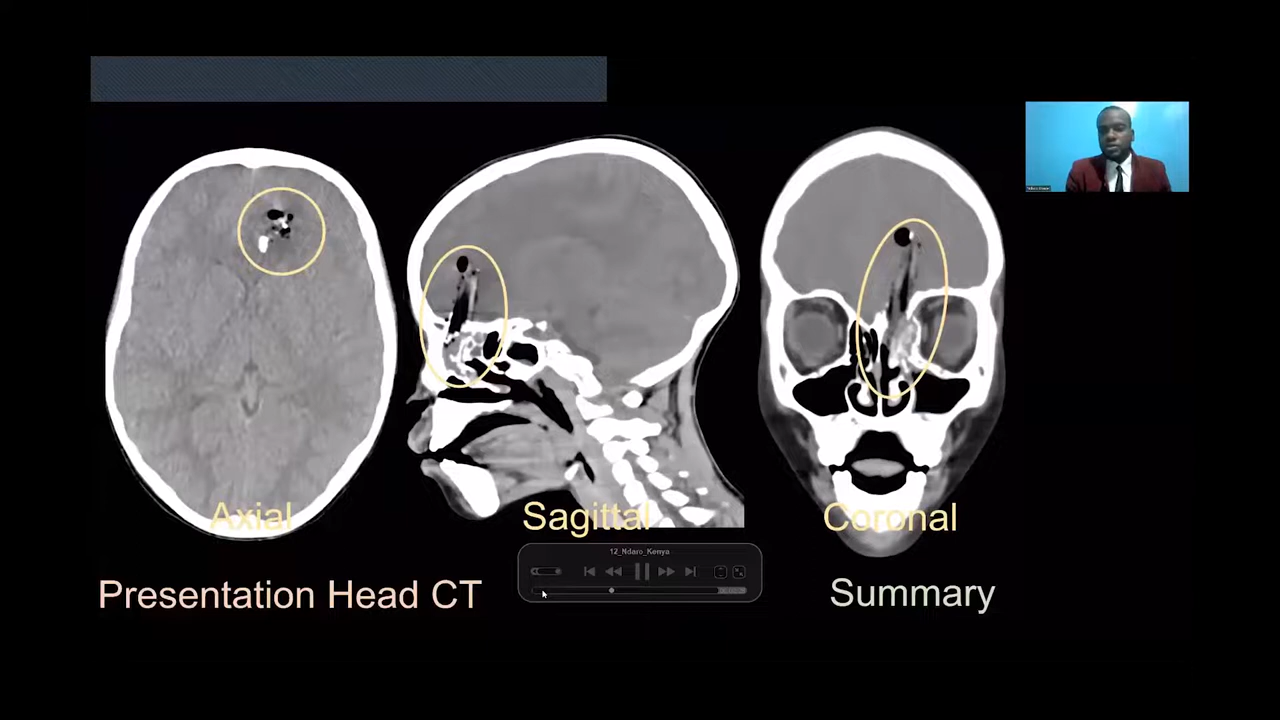 Axial
Sagittal
Coronal
12_Ndaro_Kenya
Presentation Head CT
Summary